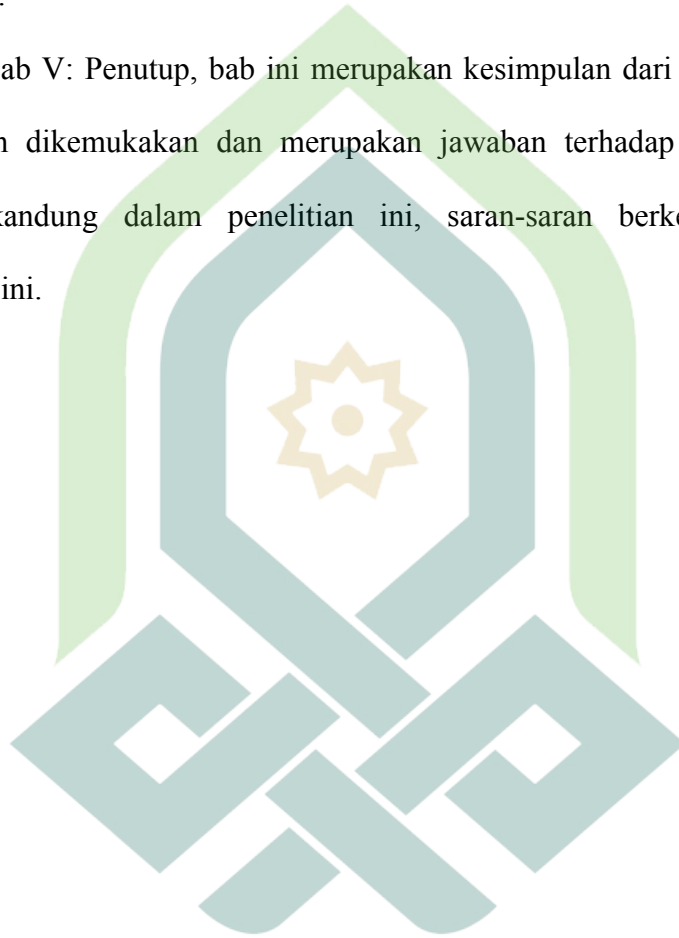 ab V: Penutup, bab ini merupakan kesimpulan dari
n dikemukakan dan merupakan jawaban terhadap
kandung dalam penelitian ini, saran-saran berke
ini.